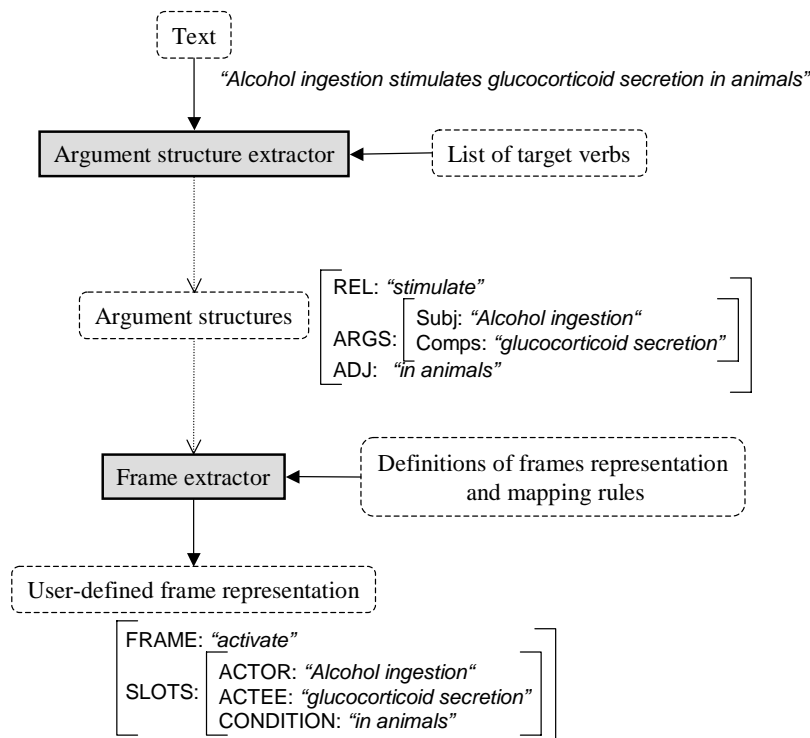 Text
“Alcohol ingestion stimulates glucocorticoid secretion in animals”
Argument structure extractor
List of target verbs
Argument structures
REL: “stimulate”
ARGS:
Subj: “Alcohol ingestion“
Comps: “glucocorticoid secretion”
ADJ: “in animals”
Frame extractor
Definitions of frames representation
and mapping rules
User-defined frame representation
FRAME: “activate”
SLOTS:
ACTOR: “Alcohol ingestion“
ACTEE: “glucocorticoid secretion”
CONDITION: “in animals”